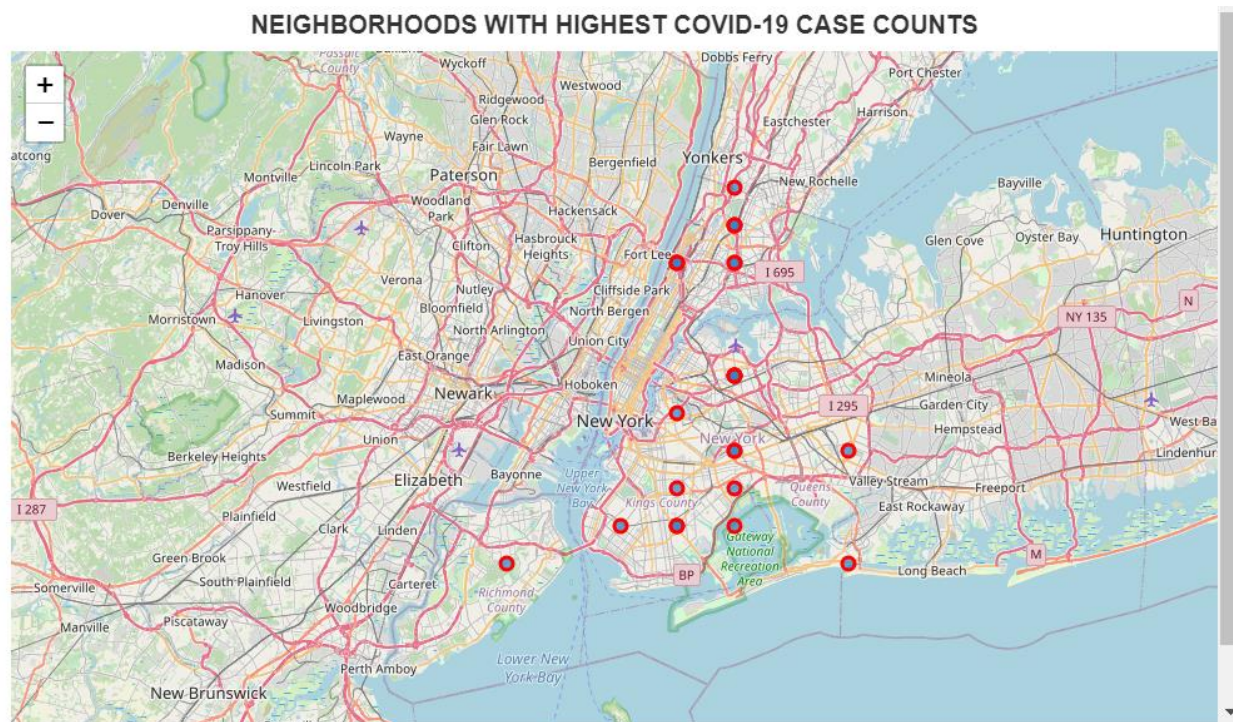 NEIGHBORHOODS WITH HIGHEST COVID-19 CASE COUNTS
+
−
Passaic
County
Dobbs Ferry
Wyckoff
Port Chester
Westwood
Ridgewood
Glen Rock
Harrison
Eastchester
Wayne
Fair Lawn
Lincoln Park
Bergenfield
Yonkers
Montville
Paterson
New Rochelle
Bayville
Denville
Woodland
Park
Hackensack
Dover
Parsippany-
Troy Hills
Clifton
Hasbrouck
Heights
Fort Lee
Glen Cove
Oyster Bay
Huntington
Verona
Nutley
Cliffside Park
I 695
Hanover
Bloomfield
North Bergen
N
Morristown
Livingston
North Arlington
NY 135
Union City
East Orange
Madison
Mineola
Maplewood
Newark
Hoboken
I 295
Garden City
Summit
New York
Hempstead
West Ba
Union
New York
Berkeley Heights
Lindenhur
Elizabeth
Bayonne
Upper
New York
Bay
Queens
County
Valley Stream
Freeport
Westfield
Kings County
East Rockaway
I 287
Plainfield
Clark
Linden
Gateway
National
Recreation
Area
Green Brook
M
Somerville
South Plainfield
Carteret
BP
Long Beach
Richmond
County
Woodbridge
Manville
Piscataway
Lower New
York Bay
Perth Amboy
New Brunswick